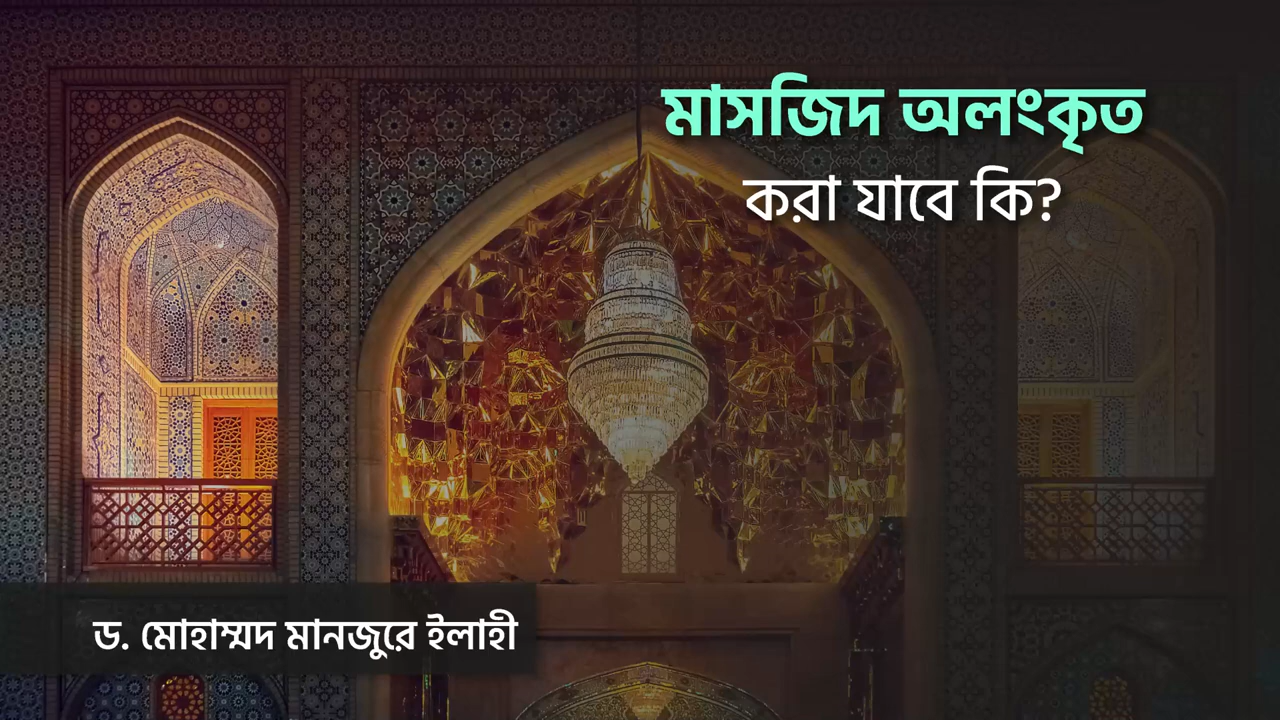 মাসজিদ অলংকৃত
করা যাবে কি?
ড. মোহাম্মদ মানজুরে ইলাহী